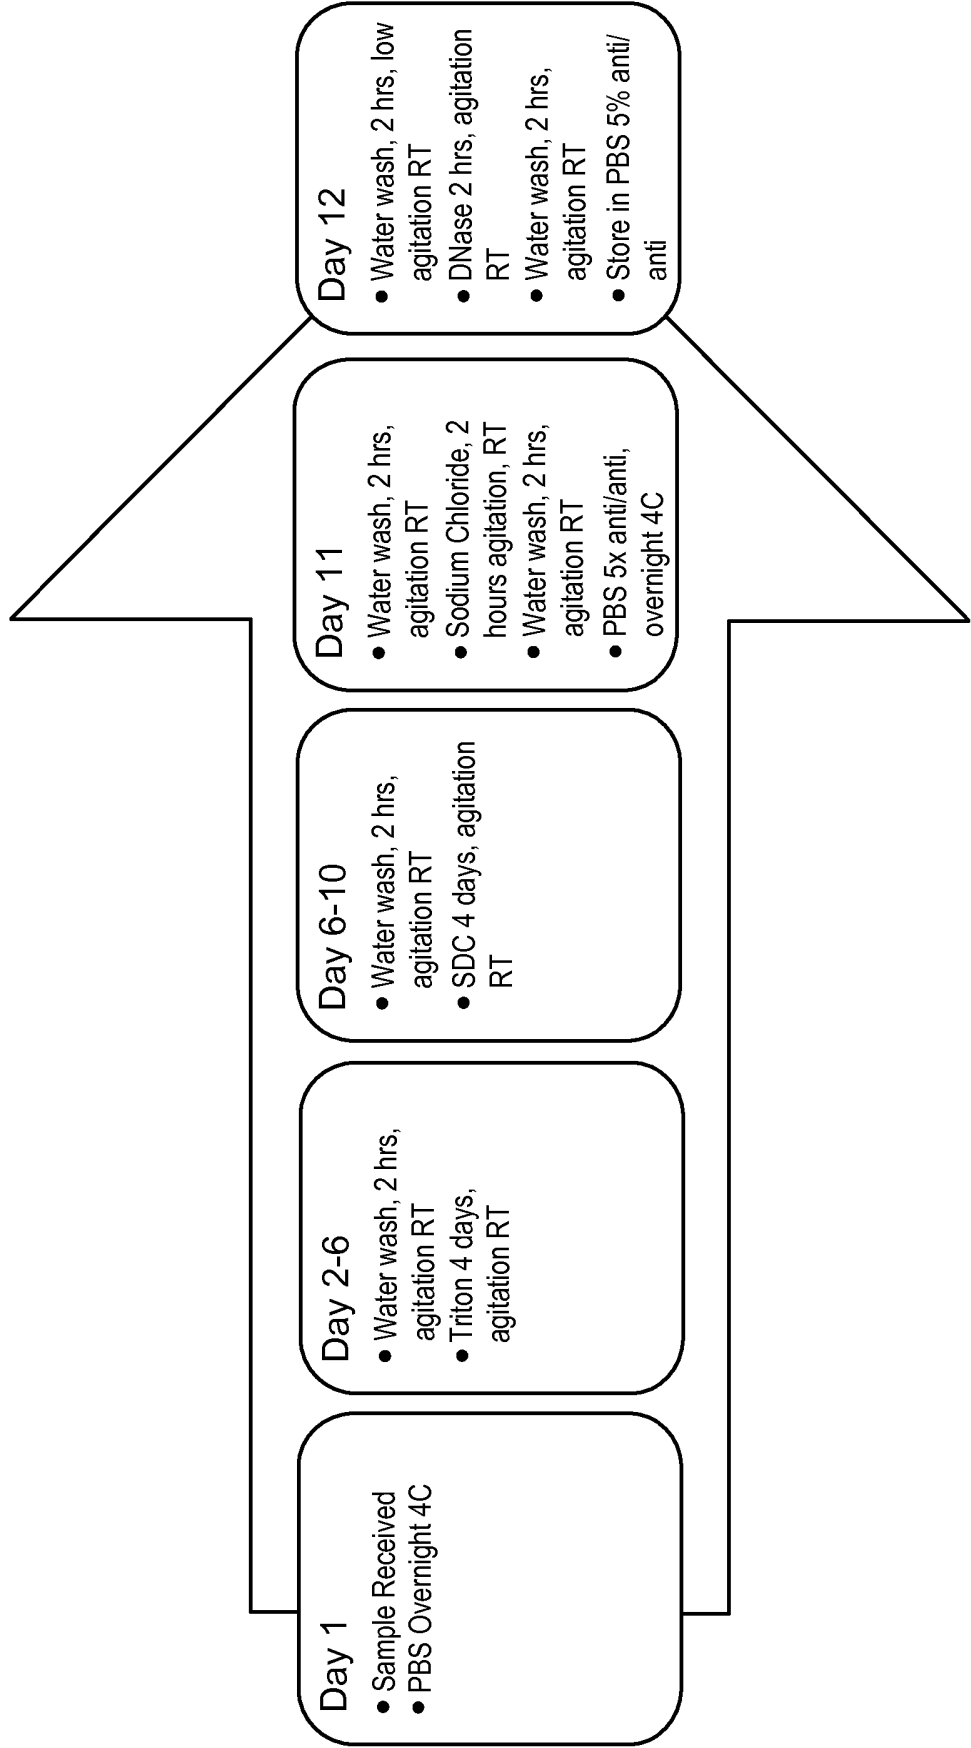 Day 1
● Sample Received
● PBS Overnight 4C
Day 2-6
● Water wash, 2 hrs,
agitation RT
● Triton 4 days,
agitation RT
Day 6-10
● Water wash, 2 hrs,
agitation RT
● SDC 4 days, agitation
RT
Day 11
● Water wash, 2 hrs,
agitation RT
● Sodium Chloride, 2
hours agitation, RT
● Water wash, 2 hrs,
agitation RT
● PBS 5x anti/anti,
overnight 4C
Day 12
● Water wash, 2 hrs, low
agitation RT
● DNase 2 hrs, agitation
RT
● Water wash, 2 hrs,
agitation RT
● Store in PBS 5% anti/
anti